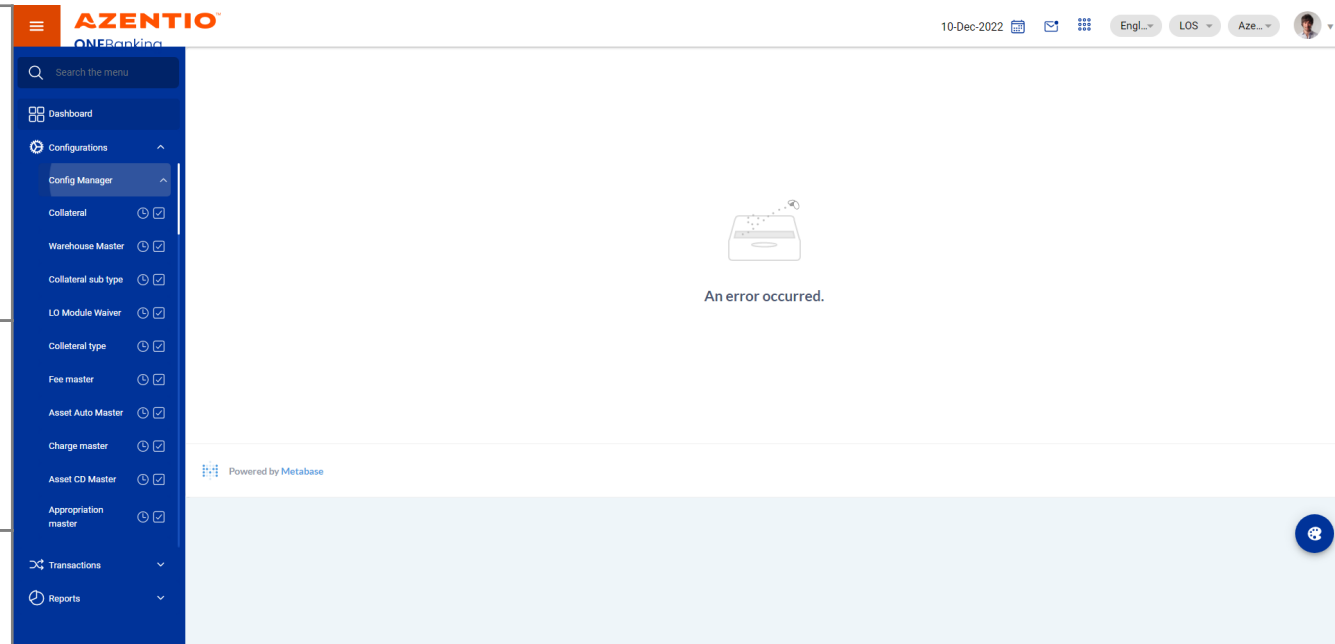 AZENTIO™
ONEBanking
10-Dec-2022
Engl...
LOS
Aze...
Search the menu
Dashboard
Configurations
Config Manager
Collateral
Warehouse Master
Collateral sub type
LO Module Waiver
Colleteral type
Fee master
Asset Auto Master
Charge master
Asset CD Master
Appropriation
master
Transactions
Reports
An error occurred.
Powered by Metabase